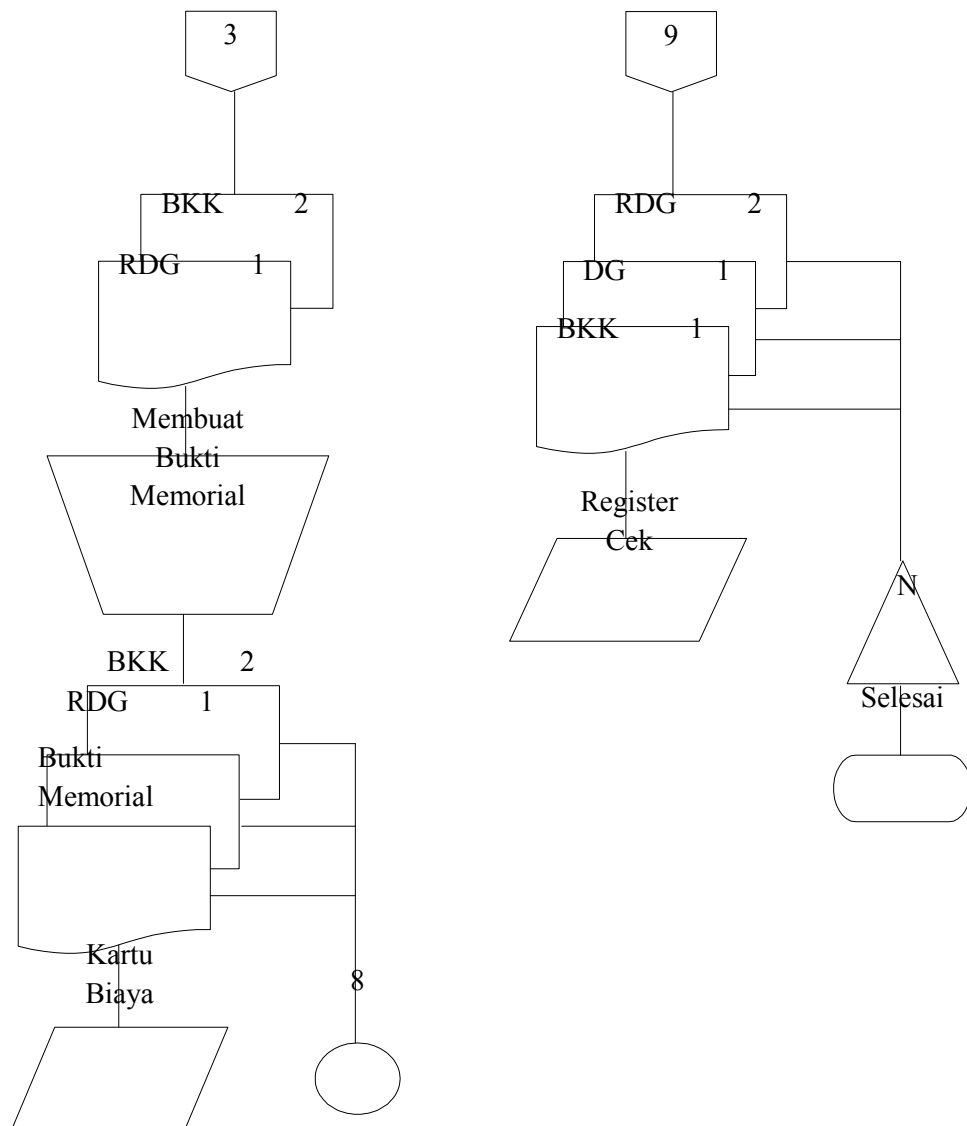 3
BKK 2
RDG 1
Membuat
Bukti
Memorial
BKK 2
RDG 1
Bukti
Memorial
Kartu
Biaya
8
9
RDG 2
DG 1
BKK 1
Register
Cek
N
Selesai